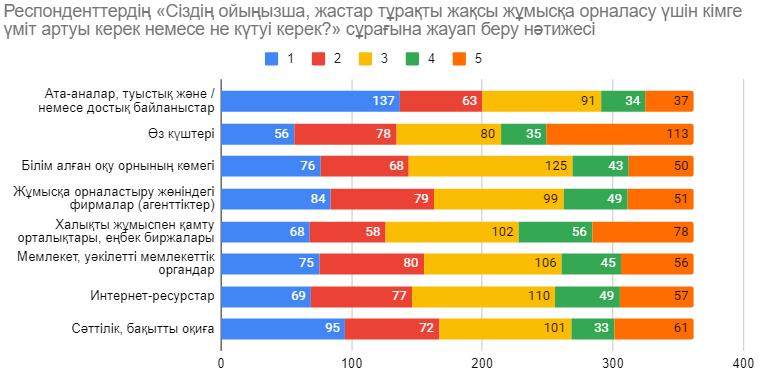 Респонденттердің «Сіздің ойыңызша, жастар тұрақты жақсы жұмысқа орналасу үшін кімге
үміт артуы керек немесе не күтуі керек?» сұрағына жауап беру нәтижесі
1 2 3 4 5
Ата-аналар, туыстық және /
немесе достық байланыстар
137 63 91 34 37
Өз күштері
56 78 80 35 113
Білім алған оқу орнының көмегі
76 68 125 43 50
Жұмысқа орналастыру жөніндегі
фирмалар (агенттіктер)
84 79 99 49 51
Халықты жұмыспен қамту
орталықтары, еңбек биржалары
68 58 102 56 78
Мемлекет, уәкілетті мемлекеттік
органдар
75 80 106 45 56
Интернет-ресурстар
69 77 110 49 57
Сәттілік, бақытты оқиға
95 72 101 33 61
0 100 200 300 400